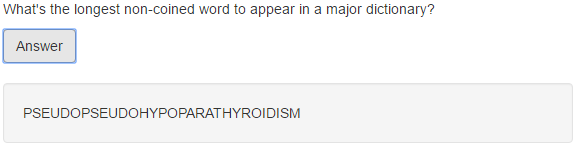 What's the longest non-coined word to appear in a major dictionary?
Answer
PSEUDOPSEUDOHYPOPARATHYROIDISM